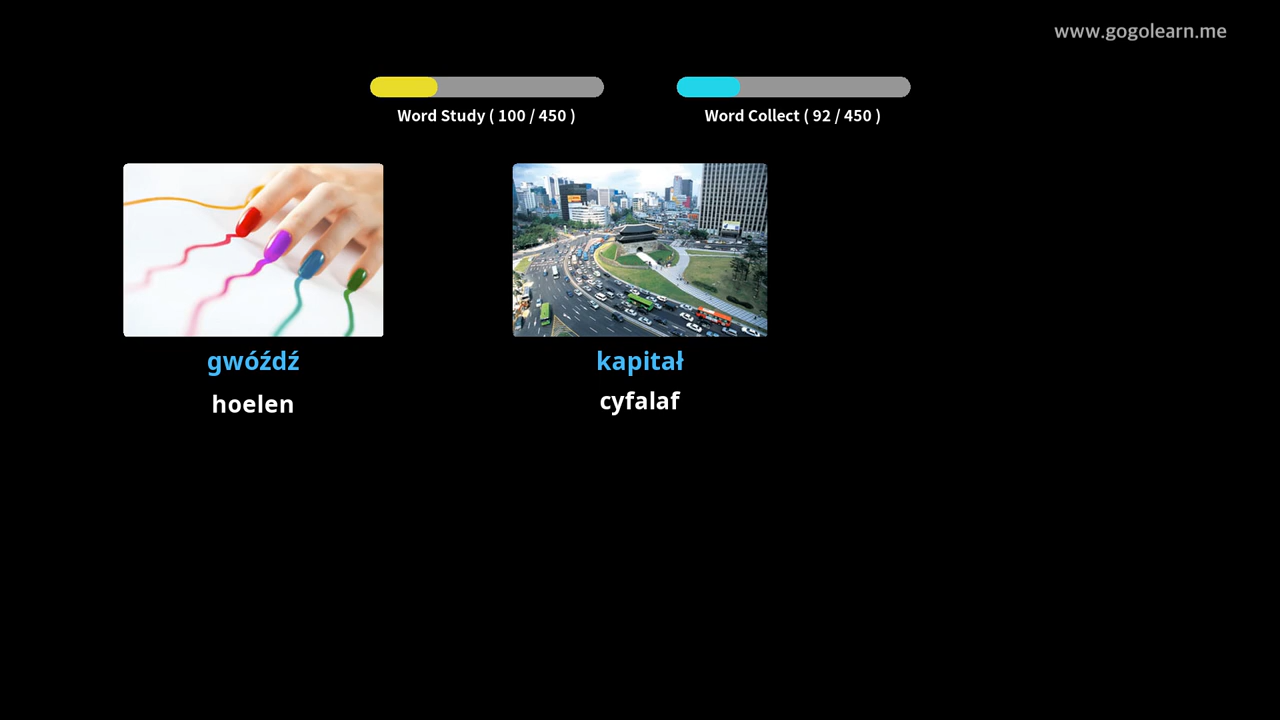 www.gogolearn.me
Word Study ( 100 / 450 )
Word Collect ( 92 / 450 )
gwóźdź
kapitał
hoelen
cyfalaf